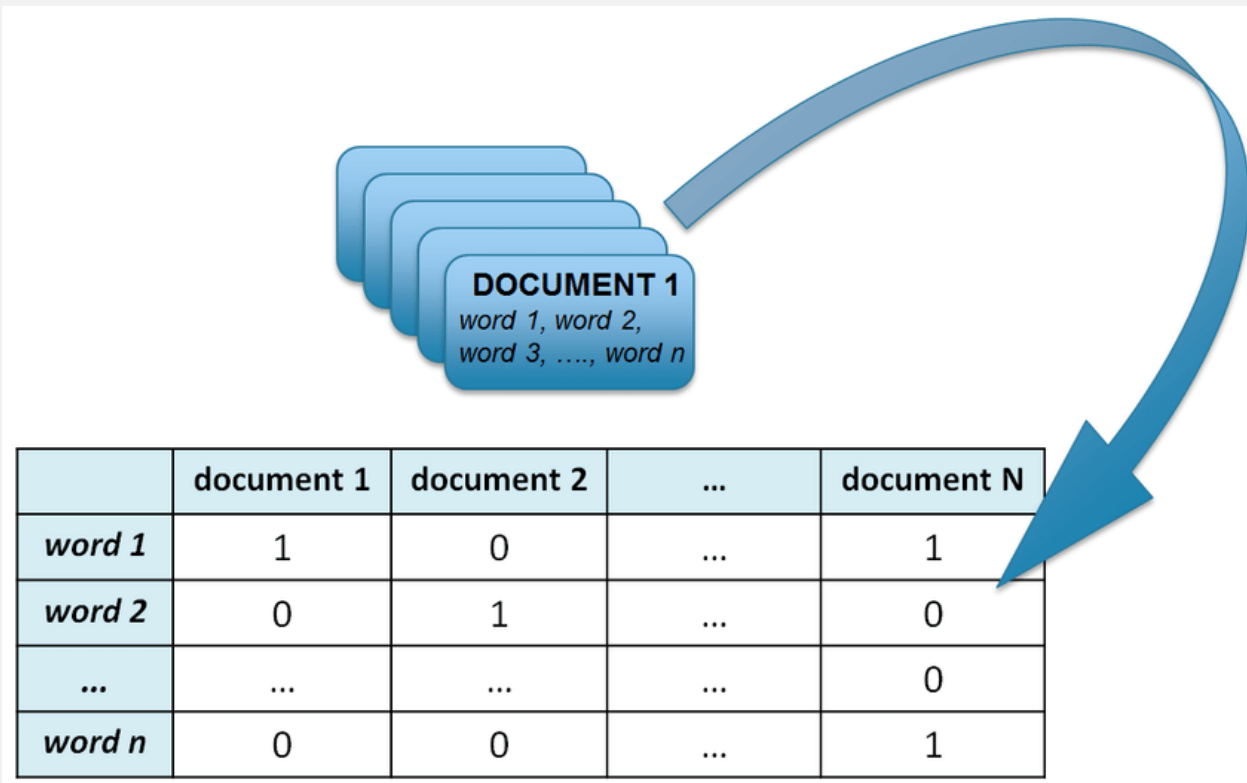 DOCUMENT 1
word 1, word 2,
word 3, …., word n
document 1 document 2 ... document N
word 1 1 0 ... 1
word 2 0 1 ... 0
... ... ... ... 0
word n 0 0 ... 1